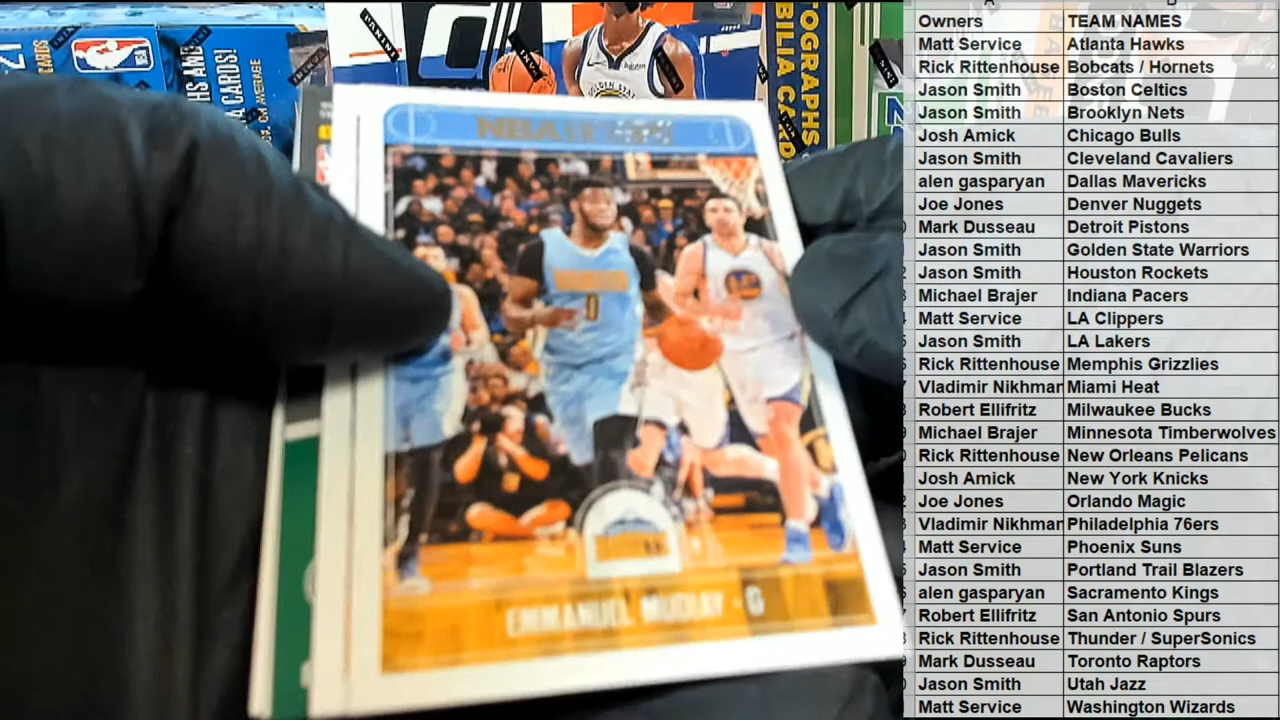 Owners TEAM NAMES
Matt Service Atlanta Hawks
Rick Rittenhouse Bobcats / Hornets
Jason Smith Boston Celtics
Jason Smith Brooklyn Nets
Josh Amick Chicago Bulls
Jason Smith Cleveland Cavaliers
alen gasparyan Dallas Mavericks
Joe Jones Denver Nuggets
Mark Dusseau Detroit Pistons
Jason Smith Golden State Warriors
Jason Smith Houston Rockets
Michael Brajer Indiana Pacers
Matt Service LA Clippers
Jason Smith LA Lakers
Rick Rittenhouse Memphis Grizzlies
Vladimir Nikhmar Miami Heat
Robert Ellifritz Milwaukee Bucks
Michael Brajer Minnesota Timberwolves
Rick Rittenhouse New Orleans Pelicans
Josh Amick New York Knicks
Joe Jones Orlando Magic
Vladimir Nikhmar Philadelphia 76ers
Matt Service Phoenix Suns
Jason Smith Portland Trail Blazers
alen gasparyan Sacramento Kings
Robert Ellifritz San Antonio Spurs
Rick Rittenhouse Thunder / SuperSonics
Mark Dusseau Toronto Raptors
Jason Smith Utah Jazz
Matt Service Washington Wizards
NBA
EMMANUEL MUDIAY - G
PANINI
CARDS!